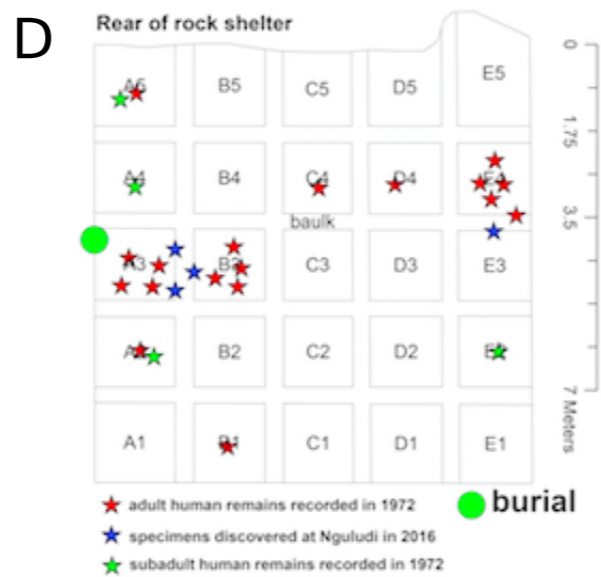 D
Rear of rock shelter
A5 B5 C5 D5 E5
0
A4 B4 C4 D4 E4
1.75
baulk
3.5
A3 B3 C3 D3 E3
A2 B2 C2 D2 E2
7 Meters
A1 B1 C1 D1 E1
adult human remains recorded in 1972
burial
specimens discovered at Nguludi in 2016
subadult human remains recorded in 1972